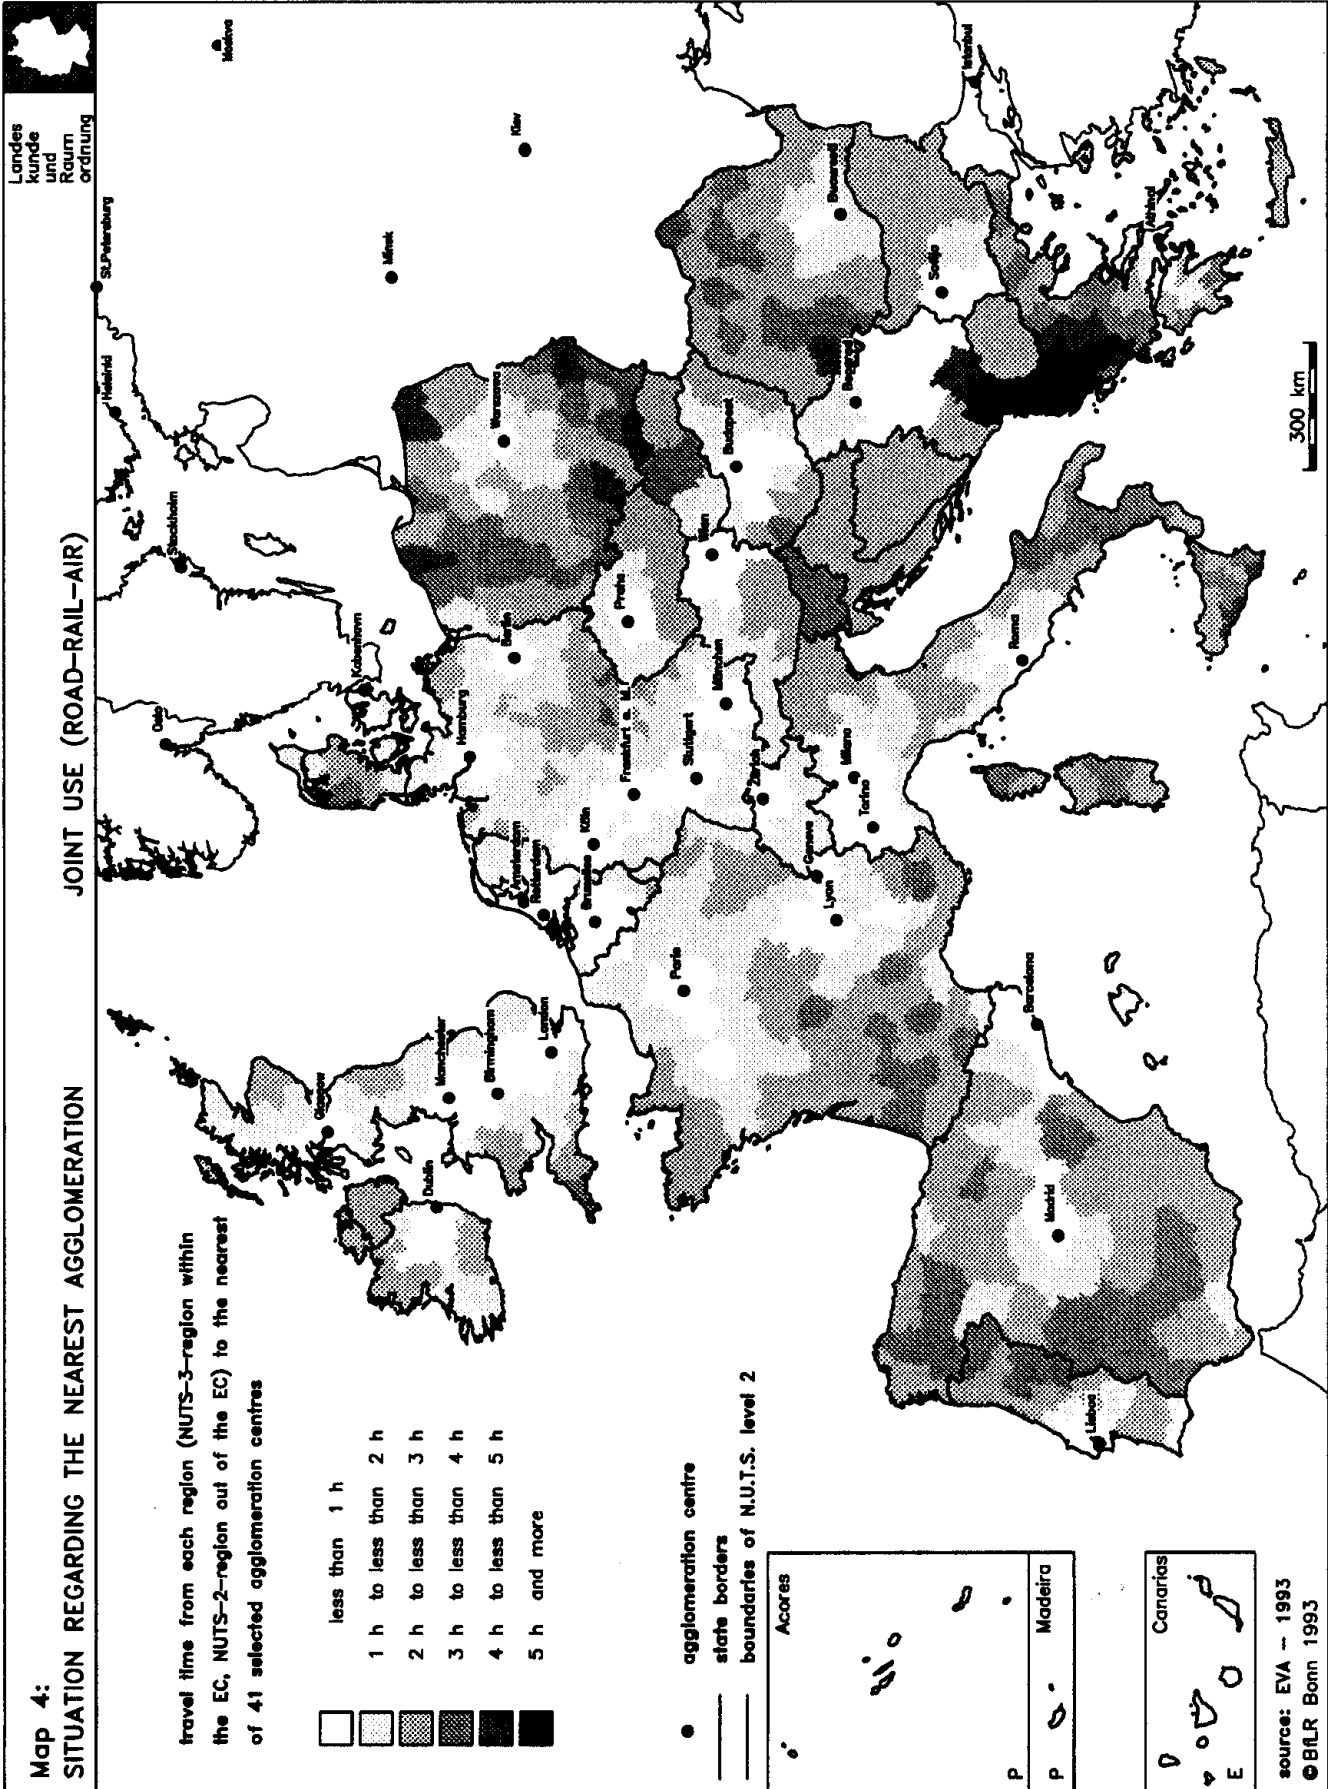 Map 4:
SITUATION REGARDING THE NEAREST AGGLOMERATION
JOINT USE (ROAD–RAIL–AIR)
Landes
kunde
und
Raum
ordnung
travel time from each region (NUTS–3–region within
the EC, NUTS–2–region out of the EC) to the nearest
of 41 selected agglomeration centres
less than 1 h
1 h to less than 2 h
2 h to less than 3 h
3 h to less than 4 h
4 h to less than 5 h
5 h and more
agglomeration centre
state borders
boundaries of N.U.T.S. level 2
Acores
P
Madeira
P
Canarias
E
source: EVA – 1993
© BfLR Bonn 1993
300 km
Moskva
St.Petersburg
Helsinki
Stockholm
Oslo
Minsk
Kiev
København
Glasgow
Dublin
Manchester
Birmingham
London
Hamburg
Berlin
Warszawa
Amsterdam
Rotterdam
Bruxelles
Köln
Frankfurt a. M.
Praha
Paris
Stuttgart
München
Wien
Budapest
Zürich
Geneve
Lyon
Milano
Torino
Beograd
Bucuresti
Sofija
Istanbul
Roma
Athinai
Barcelona
Madrid
Lisboa